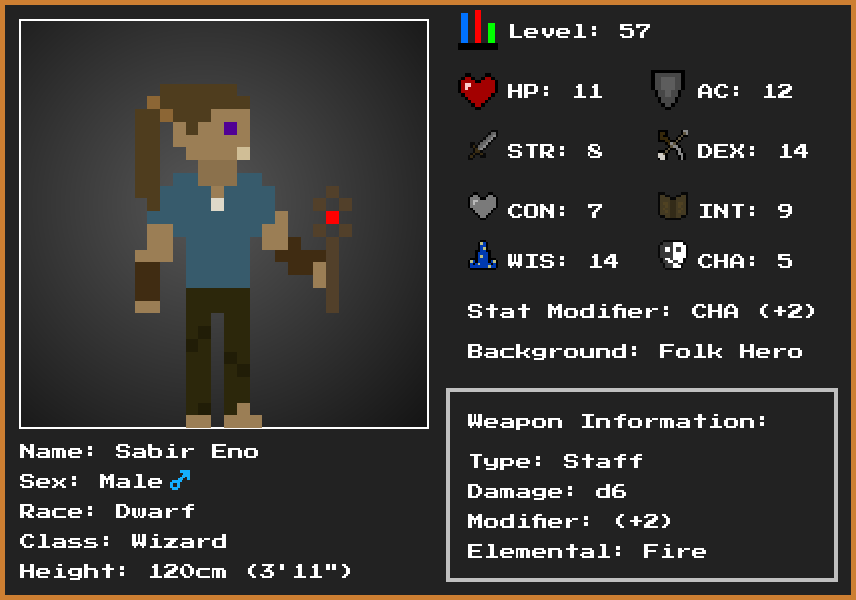 Level: 57
HP: 11 AC: 12
STR: 8 DEX: 14
CON: 7 INT: 9
WIS: 14 CHA: 5
Stat Modifier: CHA (+2)
Background: Folk Hero
Weapon Information:
Type: Staff
Damage: d6
Modifier: (+2)
Elemental: Fire
Name: Sabir Eno
Sex: Male♂
Race: Dwarf
Class: Wizard
Height: 120cm (3'11")